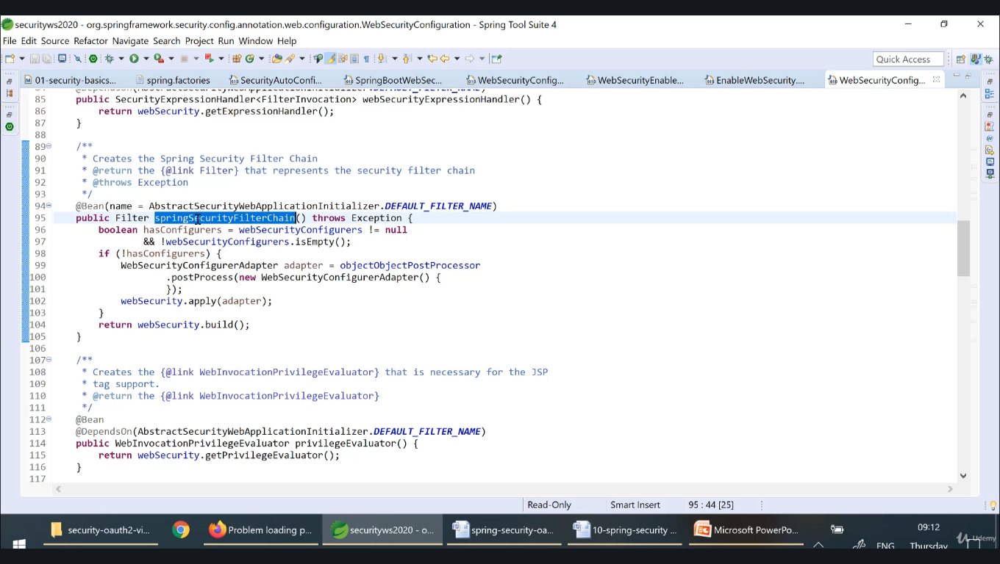 securityws2020 - org.springframework.security.config.annotation.web.configuration.WebSecurityConfiguration - Spring Tool Suite 4
File Edit Source Refactor Navigate Search Project Run Window Help
Quick Access
01-security-basics... spring.factories SecurityAutoConfi... SpringBootWebSec... WebSecurityConfig... WebSecurityEnable... EnableWebSecurity.... WebSecurityConfig...
84 @DependsOn(AbstractSecurityWebApplicationInitializer.DEFAULT_FILTER_NAME)
85 public SecurityExpressionHandler<FilterInvocation> webSecurityExpressionHandler() {
86 return webSecurity.getExpressionHandler();
87 }
88
89 /**
90 * Creates the Spring Security Filter Chain
91 * @return the {@link Filter} that represents the security filter chain
92 * @throws Exception
93 */
94 @Bean(name = AbstractSecurityWebApplicationInitializer.DEFAULT_FILTER_NAME)
95 public Filter springSecurityFilterChain() throws Exception {
96 boolean hasConfigurers = webSecurityConfigurers != null
97 && !webSecurityConfigurers.isEmpty();
98 if (!hasConfigurers) {
99 WebSecurityConfigurerAdapter adapter = objectObjectPostProcessor
100 .postProcess(new WebSecurityConfigurerAdapter() {
101 });
102 webSecurity.apply(adapter);
103 }
104 return webSecurity.build();
105 }
106
107 /**
108 * Creates the {@link WebInvocationPrivilegeEvaluator} that is necessary for the JSP
109 * tag support.
110 * @return the {@link WebInvocationPrivilegeEvaluator}
111 */
112 @Bean
113 @DependsOn(AbstractSecurityWebApplicationInitializer.DEFAULT_FILTER_NAME)
114 public WebInvocationPrivilegeEvaluator privilegeEvaluator() {
115 return webSecurity.getPrivilegeEvaluator();
116 }
117
Read-Only Smart Insert 95 : 44 [25]
security-oauth2-vi... Problem loading p... securityws2020 - o... spring-security-oa... 10-spring-security ... Microsoft PowerPo... 09:12
ENG Thursday
Udemy